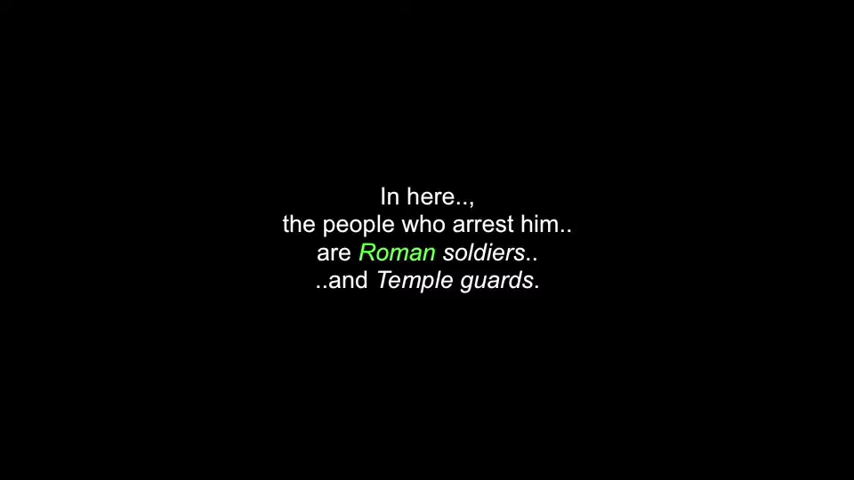 In here..,
the people who arrest him..
are Roman soldiers..
..and Temple guards.